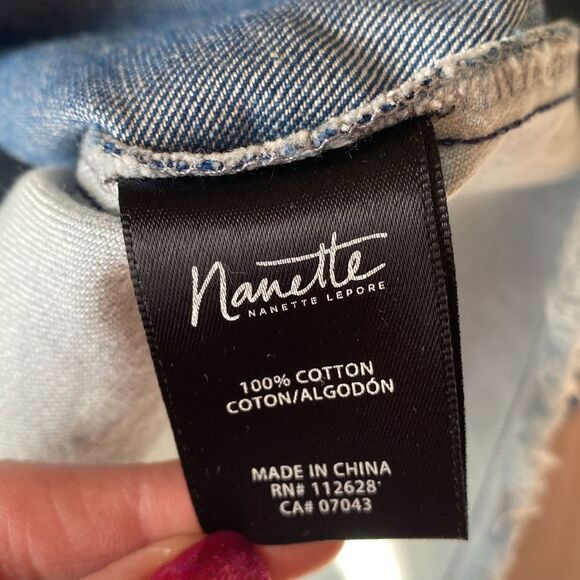 Nanette
NANETTE LEPORE
100% COTTON
COTON/ALGODÓN
MADE IN CHINA
RN# 112628
CA# 07043